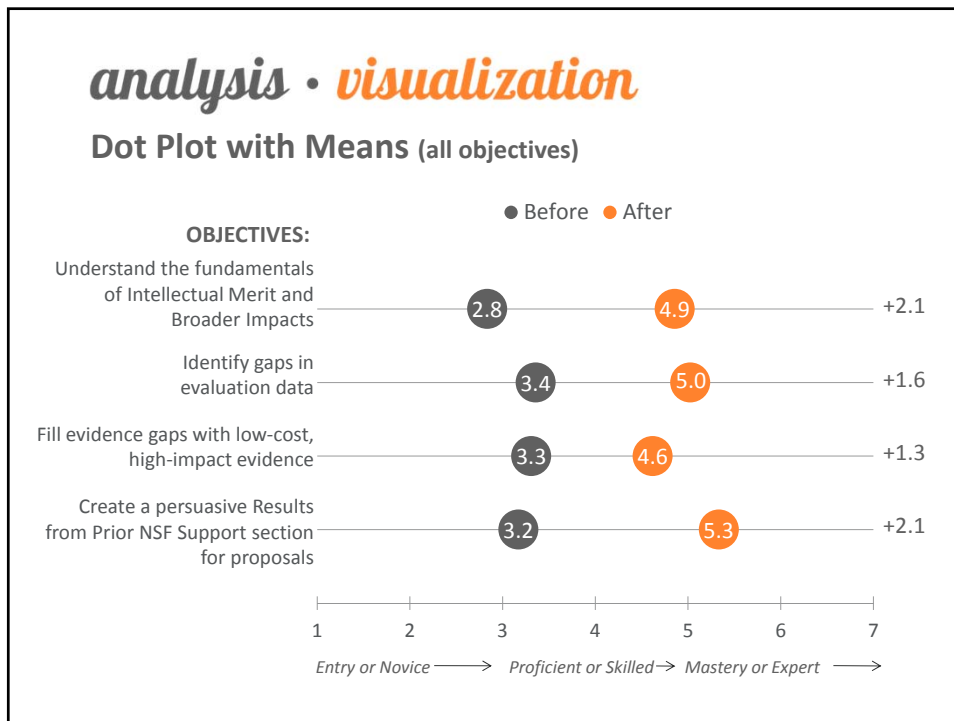 analysis · visualization
Dot Plot with Means (all objectives)
● Before ● After
OBJECTIVES:
Understand the fundamentals
of Intellectual Merit and
Broader Impacts
2.8 4.9 +2.1
Identify gaps in
evaluation data
3.4 5.0 +1.6
Fill evidence gaps with low-cost,
high-impact evidence
3.3 4.6 +1.3
Create a persuasive Results
from Prior NSF Support section
for proposals
3.2 5.3 +2.1
1 2 3 4 5 6 7
Entry or Novice Proficient or Skilled Mastery or Expert